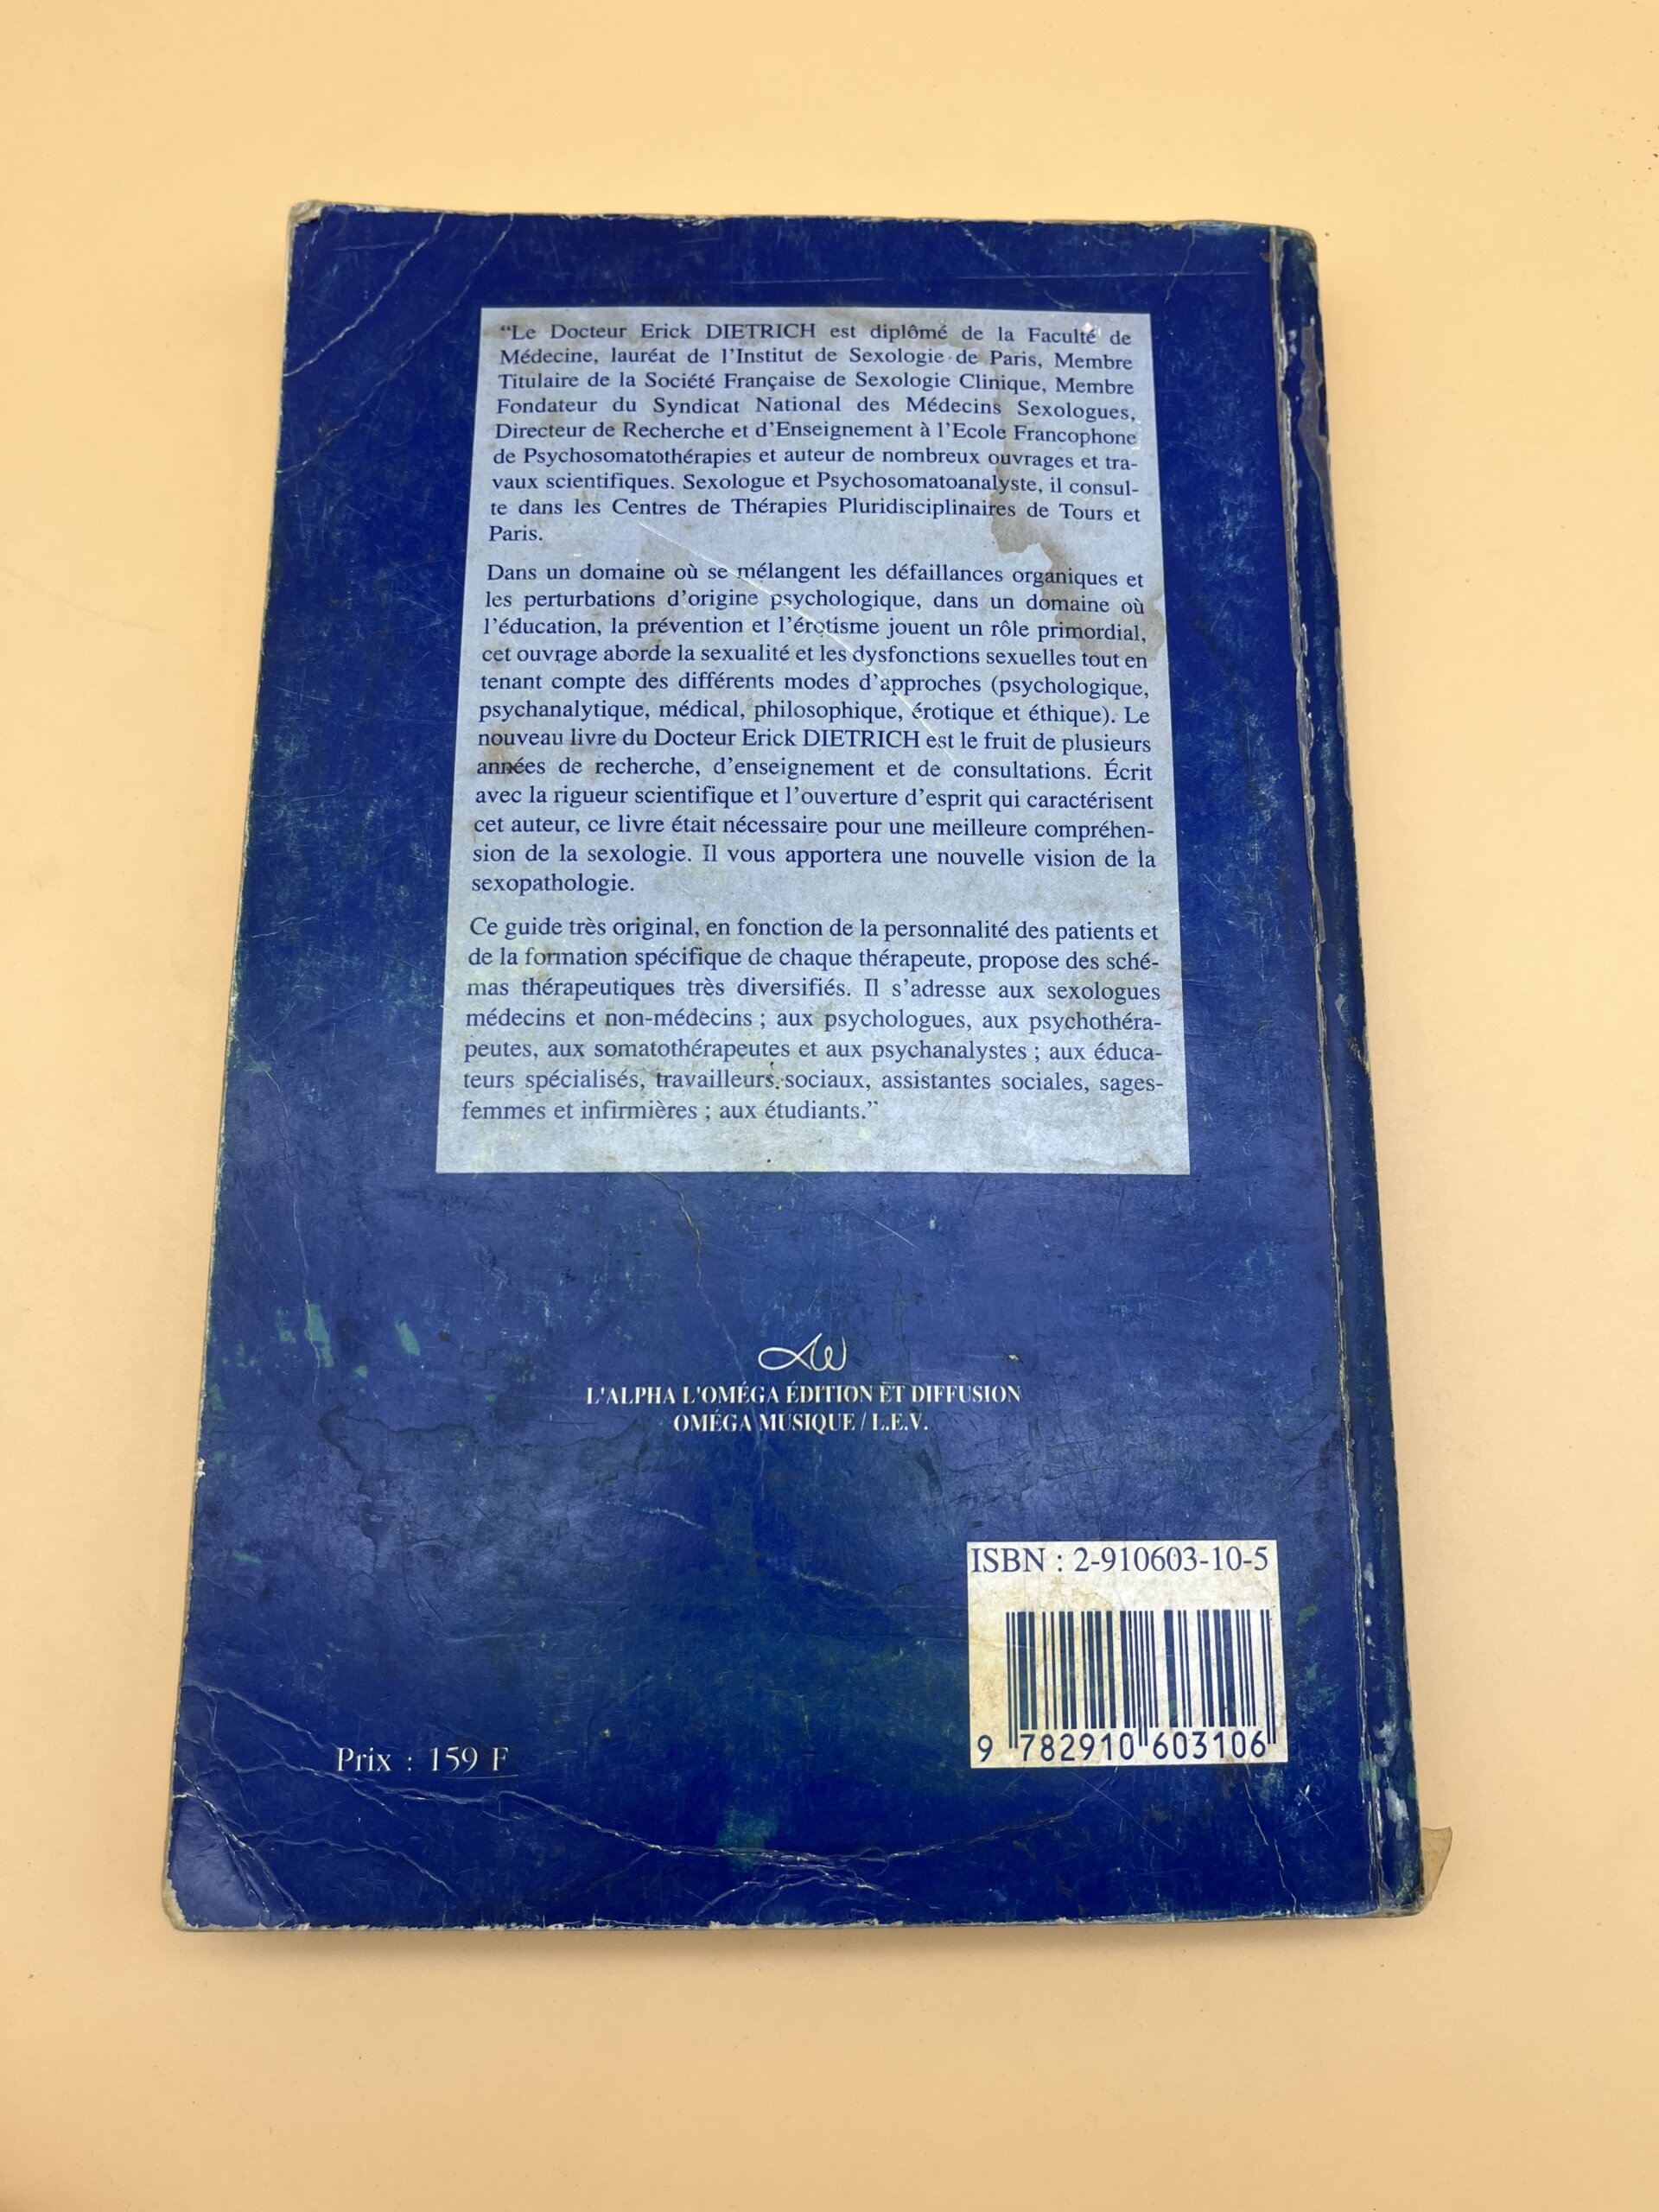 “Le Docteur Erick DIETRICH est diplômé de la Faculté de
Médecine, lauréat de l’Institut de Sexologie de Paris, Membre
Titulaire de la Société Française de Sexologie Clinique, Membre
Fondateur du Syndicat National des Médecins Sexologues,
Directeur de Recherche et d’Enseignement à l’Ecole Francophone
de Psychosomatothérapies et auteur de nombreux ouvrages et tra-
vaux scientifiques. Sexologue et Psychosomatoanalyste, il consul-
te dans les Centres de Thérapies Pluridisciplinaires de Tours et
Paris.
Dans un domaine où se mélangent les défaillances organiques et
les perturbations d’origine psychologique, dans un domaine où
l’éducation, la prévention et l’érotisme jouent un rôle primordial,
cet ouvrage aborde la sexualité et les dysfonctions sexuelles tout en
tenant compte des différents modes d’approches (psychologique,
psychanalytique, médical, philosophique, érotique et éthique). Le
nouveau livre du Docteur Erick DIETRICH est le fruit de plusieurs
années de recherche, d’enseignement et de consultations. Écrit
avec la rigueur scientifique et l’ouverture d’esprit qui caractérisent
cet auteur, ce livre était nécessaire pour une meilleure compréhen-
sion de la sexologie. Il vous apportera une nouvelle vision de la
sexopathologie.
Ce guide très original, en fonction de la personnalité des patients et
de la formation spécifique de chaque thérapeute, propose des sché-
mas thérapeutiques très diversifiés. Il s’adresse aux sexologues
médecins et non-médecins ; aux psychologues, aux psychothéra-
peutes, aux somatothérapeutes et aux psychanalystes ; aux éduca-
teurs spécialisés, travailleurs sociaux, assistantes sociales, sages-
femmes et infirmières ; aux étudiants.”
L'ALPHA L'OMÉGA ÉDITION ET DIFFUSION
OMÉGA MUSIQUE / L.E.V.
ISBN : 2-910603-10-5
9 782910 603106
Prix : 159 F